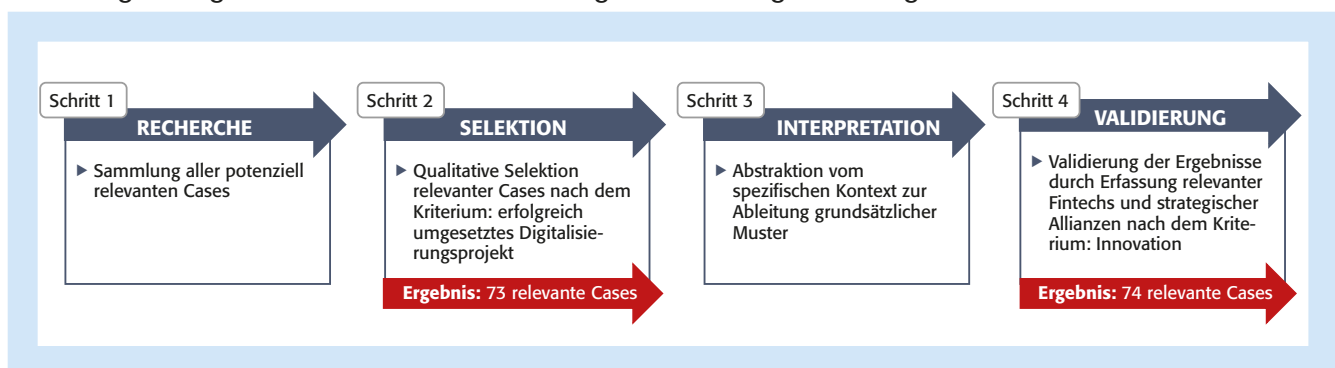 Schritt 1
RECHERCHE
▶ Sammlung aller potenziell
relevanten Cases
Schritt 2
SELEKTION
▶ Qualitative Selektion
relevanter Cases nach dem
Kriterium: erfolgreich
umgesetztes Digitalisie-
rungsprojekt
Ergebnis: 73 relevante Cases
Schritt 3
INTERPRETATION
▶ Abstraktion vom
spezifischen Kontext zur
Ableitung grundsätzlicher
Muster
Schritt 4
VALIDIERUNG
▶ Validierung der Ergebnisse
durch Erfassung relevanter
Fintechs und strategischer
Allianzen nach dem Krite-
rium: Innovation
Ergebnis: 74 relevante Cases